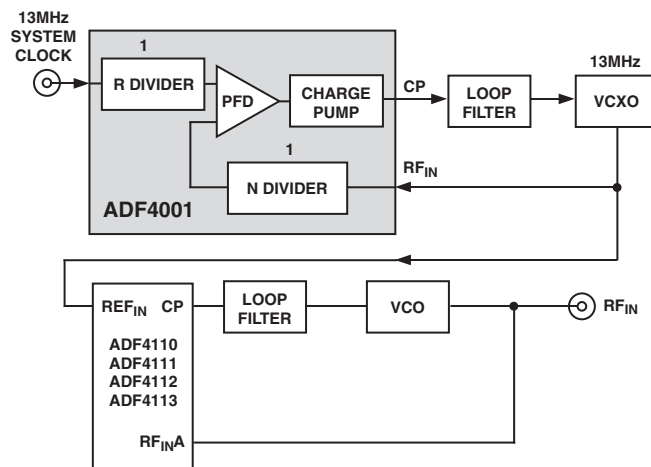 13MHz
SYSTEM
CLOCK
1
R DIVIDER
PFD
CHARGE
PUMP
CP
LOOP
FILTER
13MHz
VCXO
1
N DIVIDER
RFIN
ADF4001
REFIN CP
LOOP
FILTER
VCO
RFIN
ADF4110
ADF4111
ADF4112
ADF4113
RFINA